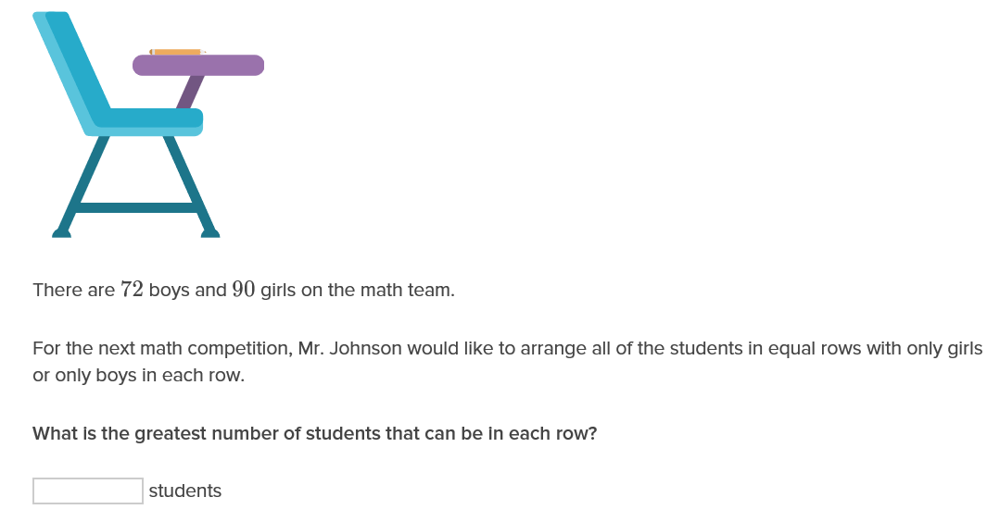 There are 72 boys and 90 girls on the math team.
For the next math competition, Mr. Johnson would like to arrange all of the students in equal rows with only girls
or only boys in each row.
What is the greatest number of students that can be in each row?
students